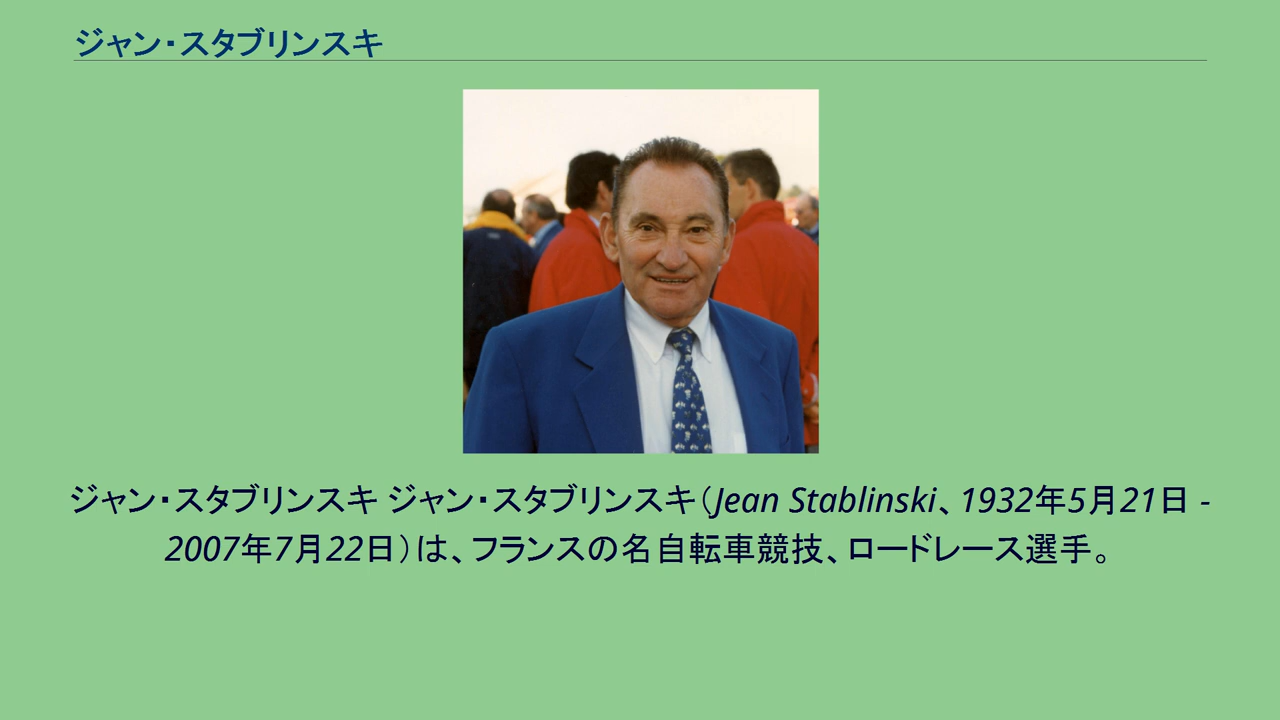 ジャン・スタブリンスキ
ジャン・スタブリンスキ ジャン・スタブリンスキ（Jean Stablinski、1932年5月21日 -
2007年7月22日）は、フランスの名自転車競技、ロードレース選手。